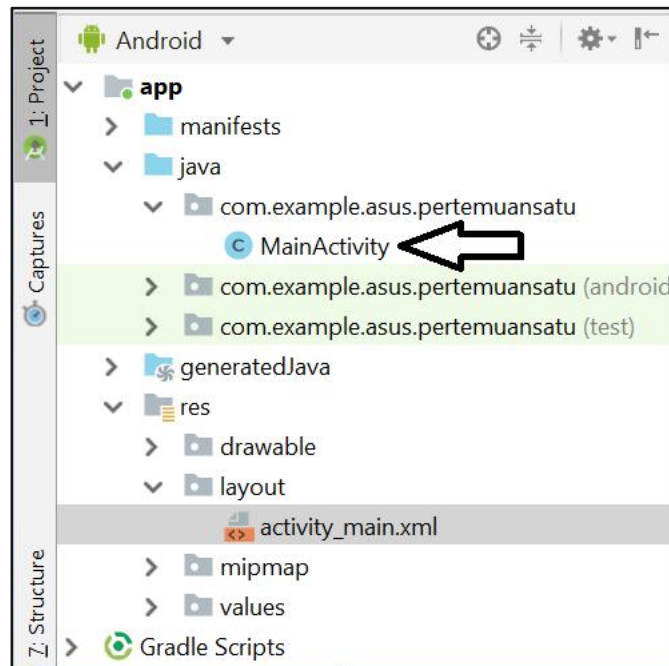 1: Project
Captures
7: Structure
Android
app
manifests
java
com.example.asus.pertemuansatu
C MainActivity
com.example.asus.pertemuansatu (android
com.example.asus.pertemuansatu (test)
generatedJava
res
drawable
layout
activity_main.xml
mipmap
values
Gradle Scripts